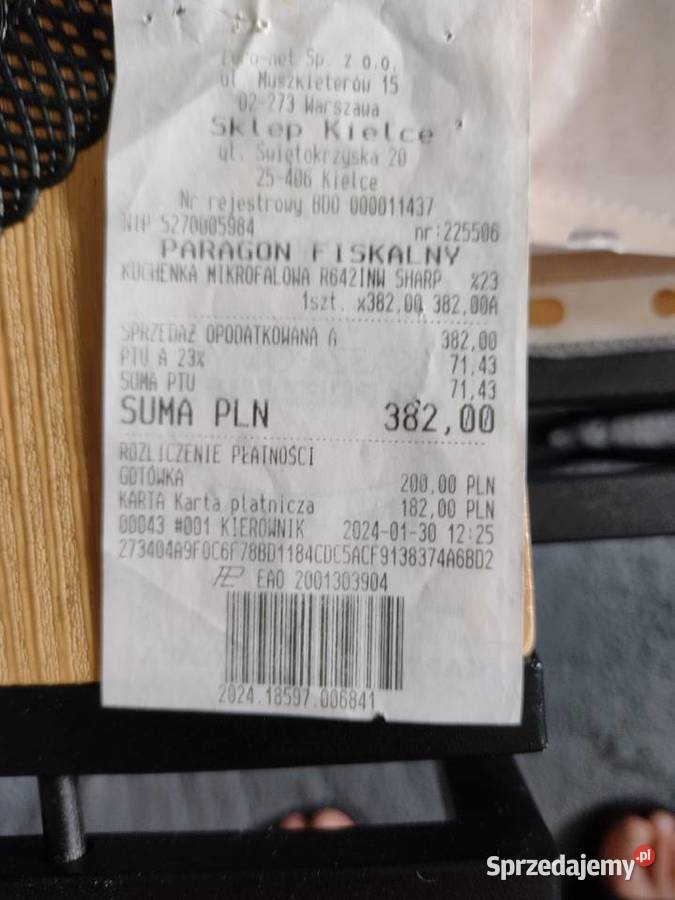 Euro-net Sp. z o.o.
ul. Muszkieterów 15
02-273 Warszawa
Sklep Kielce
ul. Świętokrzyska 20
25-406 Kielce
Nr rejestrowy BDO 000011437
NIP 5270005984 nr:225506
PARAGON FISKALNY
KUCHENKA MIKROFALOWA R642INW SHARP %23
1szt. x382,00 382,00A
SPRZEDAŻ OPODATKOWANA A 382,00
PTU A 23% 71,43
SUMA PTU 71,43
SUMA PLN 382,00
ROZLICZENIE PŁATNOŚCI
GOTÓWKA 200,00 PLN
KARTA Karta płatnicza 182,00 PLN
00043 #001 KIEROWNIK 2024-01-30 12:25
273404A9F0C6F78BD1184CDC5ACF9138374A6BD2
EAO 2001303904
2024.18597.006841
Sprzedajemy.pl